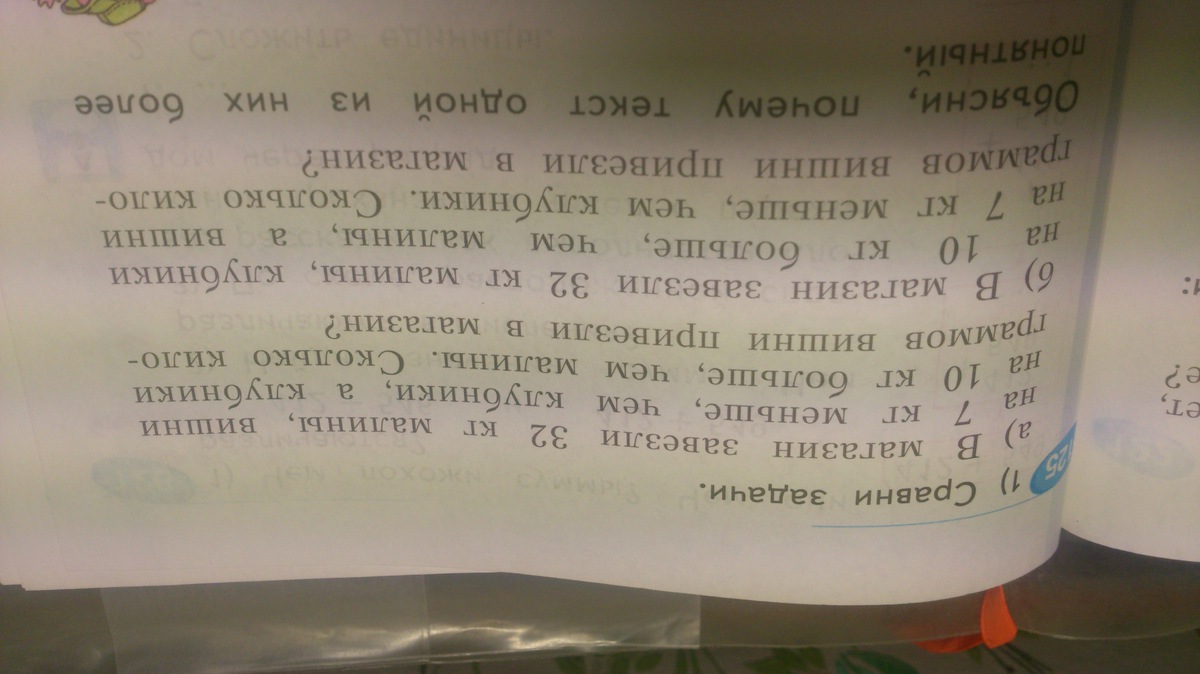 125
1) Сравни задачи.
а) В магазин завезли 32 кг малины, вишни
на 7 кг меньше, чем клубники, а клубники
на 10 кг больше, чем малины. Сколько кило-
граммов вишни привезли в магазин?
б) В магазин завезли 32 кг малины, клубники
на 10 кг больше, чем малины, а вишни
на 7 кг меньше, чем клубники. Сколько кило-
граммов вишни привезли в магазин?
Объясни, почему текст одной из них более
понятный.